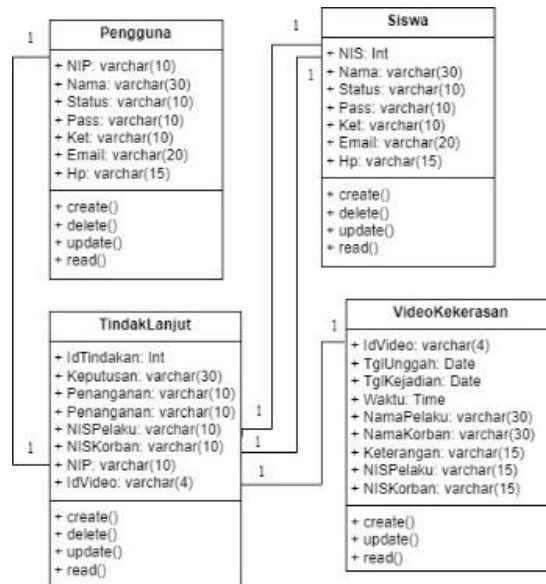 Pengguna
+ NIP: varchar(10)
+ Nama: varchar(30)
+ Status: varchar(10)
+ Pass: varchar(10)
+ Ket: varchar(10)
+ Email: varchar(20)
+ Hp: varchar(15)
+ create()
+ delete()
+ update()
+ read()
1
Siswa
+ NIS: Int
+ Nama: varchar(30)
+ Status: varchar(10)
+ Pass: varchar(10)
+ Ket: varchar(10)
+ Email: varchar(20)
+ Hp: varchar(15)
+ create()
+ delete()
+ update()
+ read()
1
1
TindakLanjut
+ IdTindakan: Int
+ Keputusan: varchar(30)
+ Penanganan: varchar(10)
+ Penanganan: varchar(10)
+ NISPelaku: varchar(10)
+ NISKorban: varchar(10)
+ NIP: varchar(10)
+ IdVideo: varchar(4)
+ create()
+ delete()
+ update()
+ read()
1
1
1
1
VideoKekerasan
+ IdVideo: varchar(4)
+ TglUnggah: Date
+ TglKejadian: Date
+ Waktu: Time
+ NamaPelaku: varchar(30)
+ NamaKorban: varchar(30)
+ Keterangan: varchar(15)
+ NISPelaku: varchar(15)
+ NISKorban: varchar(15)
+ create()
+ update()
+ read()
1